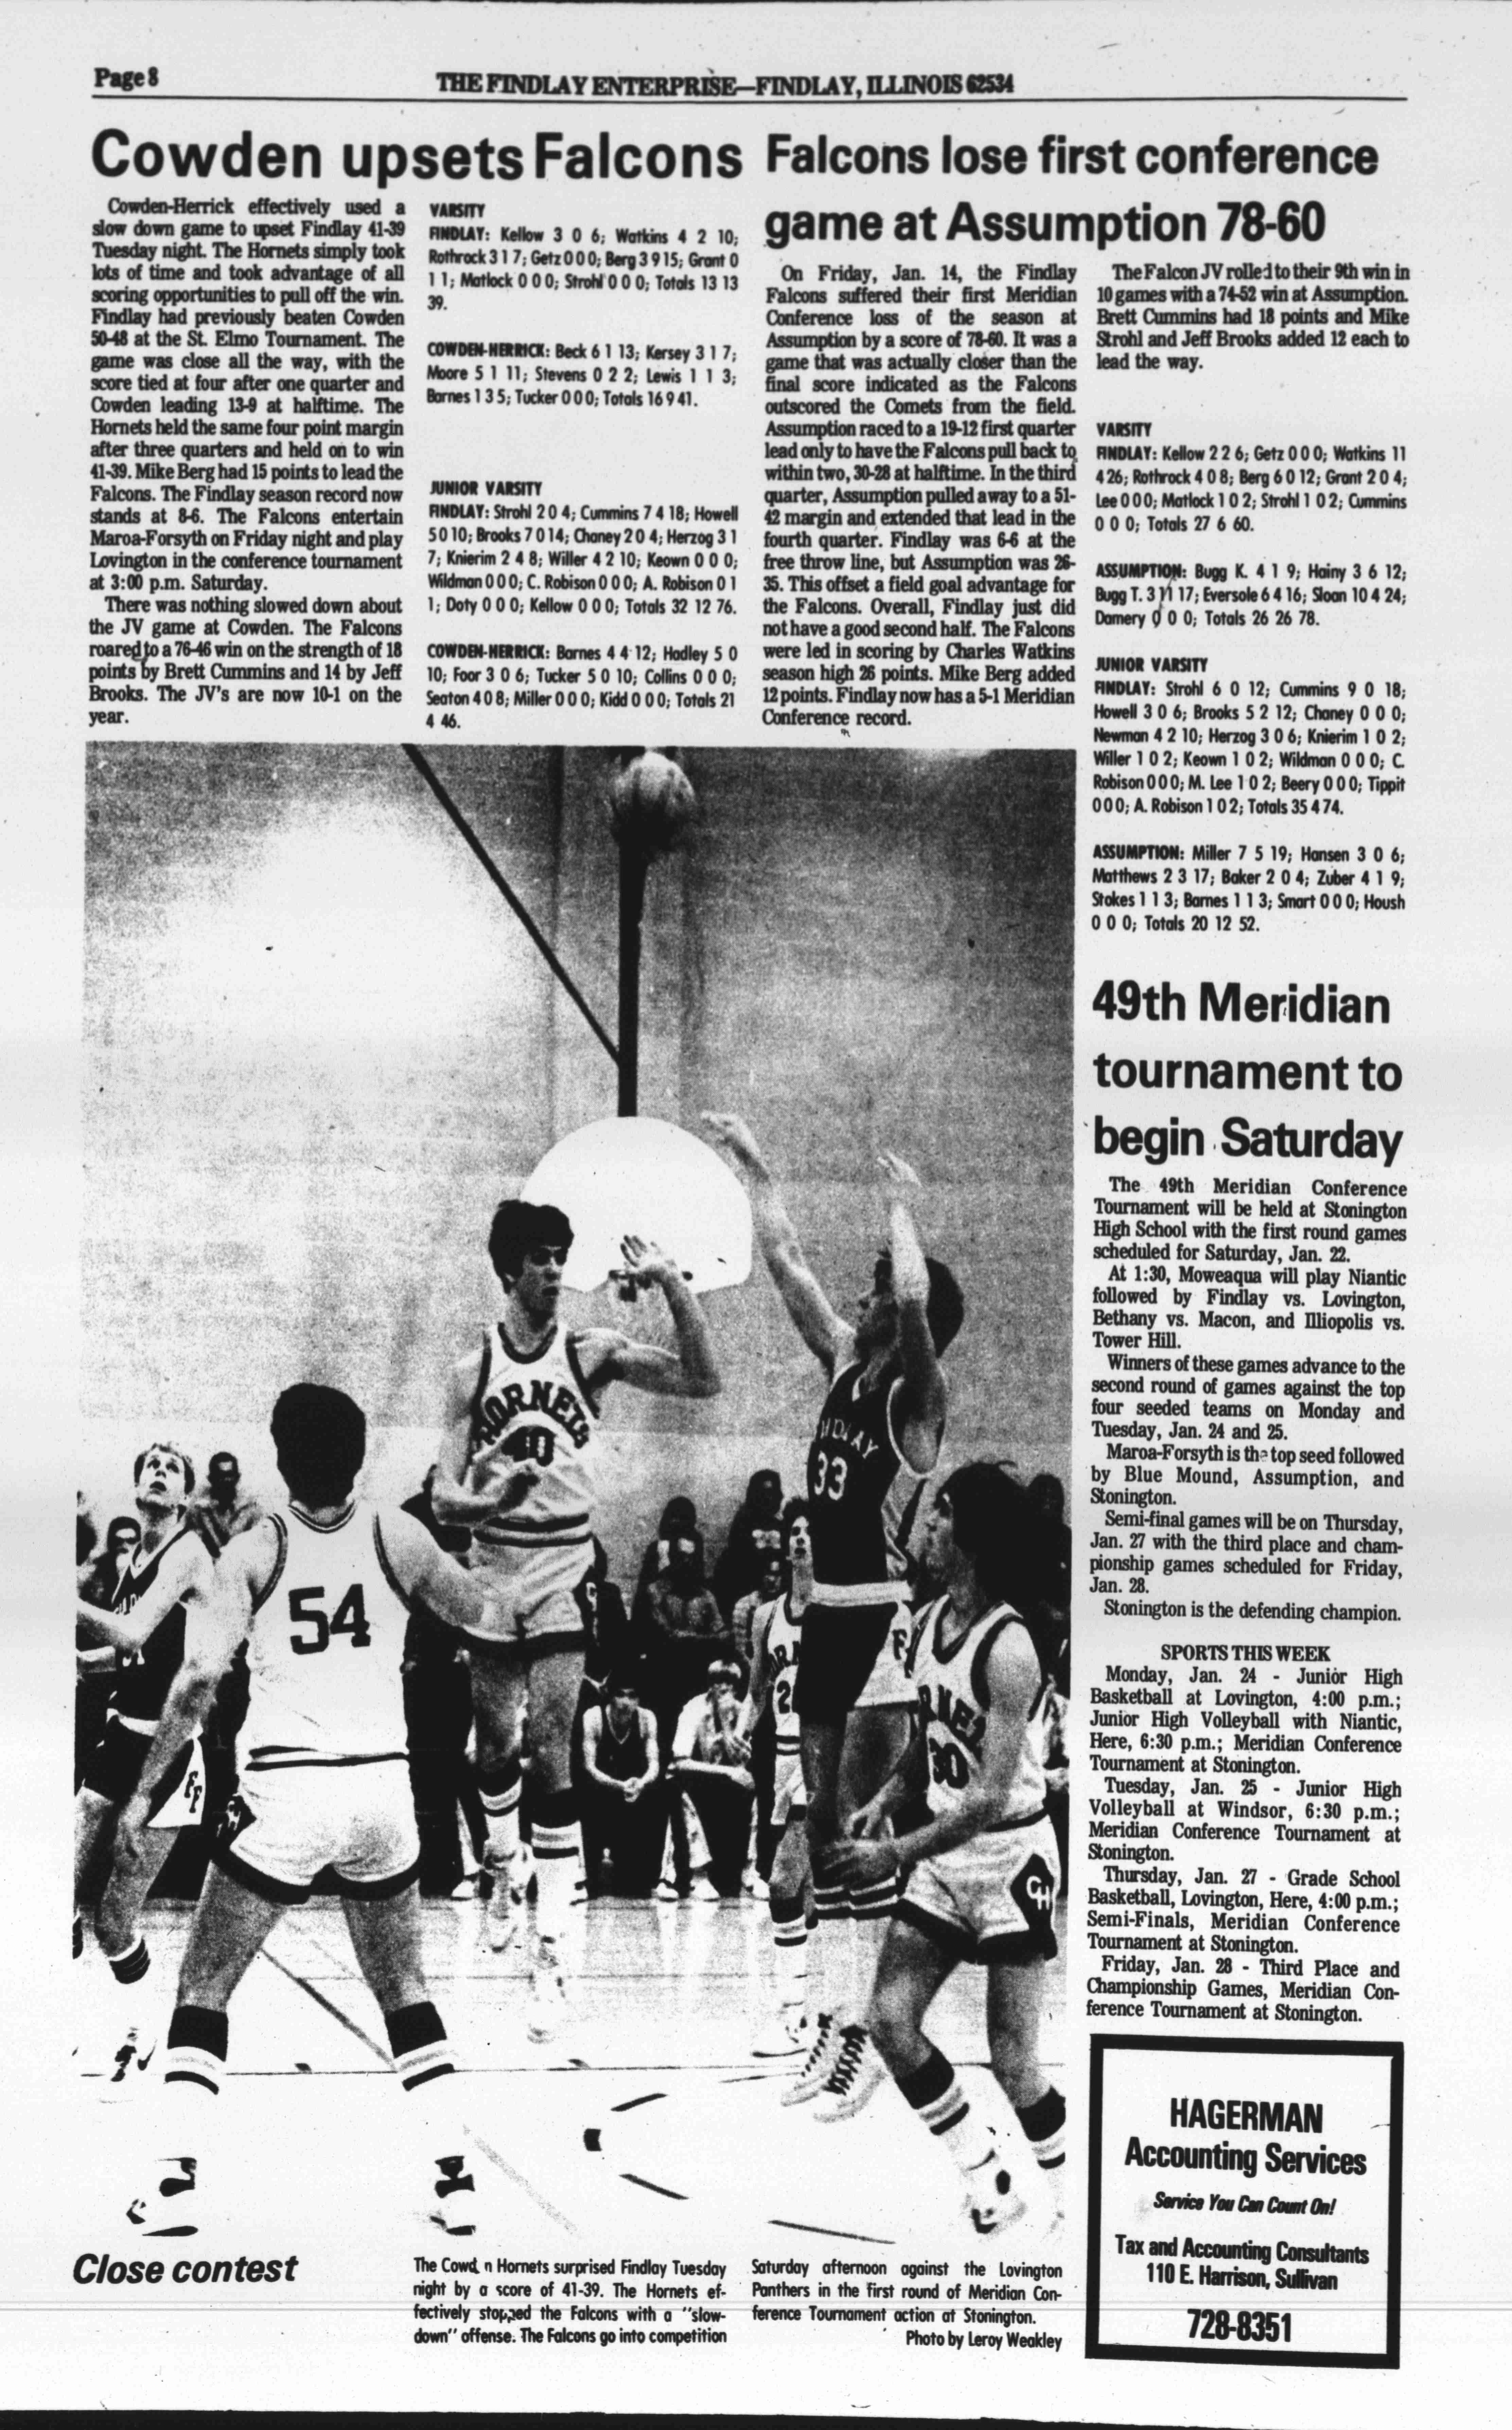 Page 8
THE FINDLAY ENTERPRISE—FINDLAY, ILLINOIS 62534
Cowden upsets Falcons
Cowden-Herrick effectively used a
slow down game to upset Findlay 41-39
Tuesday night. The Hornets simply took
lots of time and took advantage of all
scoring opportunities to pull off the win.
Findlay had previously beaten Cowden
50-48 at the St. Elmo Tournament. The
game was close all the way, with the
score tied at four after one quarter and
Cowden leading 13-9 at halftime. The
Hornets held the same four point margin
after three quarters and held on to win
41-39. Mike Berg had 15 points to lead the
Falcons. The Findlay season record now
stands at 8-6. The Falcons entertain
Maroa-Forsyth on Friday night and play
Lovington in the conference tournament
at 3:00 p.m. Saturday.
There was nothing slowed down about
the JV game at Cowden. The Falcons
roared to a 76-46 win on the strength of 18
points by Brett Cummins and 14 by Jeff
Brooks. The JV's are now 10-1 on the
year.
VARSITY
FINDLAY: Kellow 3 0 6; Watkins 4 2 10;
Rothrock 3 1 7; Getz 0 0 0; Berg 3 9 15; Grant 0
1 1; Matlock 0 0 0; Strohl 0 0 0; Totals 13 13
39.
COWDEN-HERRICK: Beck 6 1 13; Kersey 3 1 7;
Moore 5 1 11; Stevens 0 2 2; Lewis 1 1 3;
Barnes 1 3 5; Tucker 0 0 0; Totals 16 9 41.
JUNIOR VARSITY
FINDLAY: Strohl 2 0 4; Cummins 7 4 18; Howell
5 0 10; Brooks 7 0 14; Chaney 2 0 4; Herzog 3 1
7; Knierim 2 4 8; Willer 4 2 10; Keown 0 0 0;
Wildman 0 0 0; C. Robison 0 0 0; A. Robison 0 1
1; Doty 0 0 0; Kellow 0 0 0; Totals 32 12 76.
COWDEN-HERRICK: Barnes 4 4 12; Hadley 5 0
10; Foor 3 0 6; Tucker 5 0 10; Collins 0 0 0;
Seaton 4 0 8; Miller 0 0 0; Kidd 0 0 0; Totals 21
4 46.
Falcons lose first conference
game at Assumption 78-60
On Friday, Jan. 14, the Findlay
Falcons suffered their first Meridian
Conference loss of the season at
Assumption by a score of 78-60. It was a
game that was actually closer than the
final score indicated as the Falcons
outscored the Comets from the field.
Assumption raced to a 19-12 first quarter
lead only to have the Falcons pull back to
within two, 30-28 at halftime. In the third
quarter, Assumption pulled away to a 51-
42 margin and extended that lead in the
fourth quarter. Findlay was 6-6 at the
free throw line, but Assumption was 26-
35. This offset a field goal advantage for
the Falcons. Overall, Findlay just did
not have a good second half. The Falcons
were led in scoring by Charles Watkins
season high 26 points. Mike Berg added
12 points. Findlay now has a 5-1 Meridian
Conference record.
The Falcon JV rolled to their 9th win in
10 games with a 74-52 win at Assumption.
Brett Cummins had 18 points and Mike
Strohl and Jeff Brooks added 12 each to
lead the way.
VARSITY
FINDLAY: Kellow 2 2 6; Getz 0 0 0; Watkins 11
4 26; Rothrock 4 0 8; Berg 6 0 12; Grant 2 0 4;
Lee 0 0 0; Matlock 1 0 2; Strohl 1 0 2; Cummins
0 0 0; Totals 27 6 60.
ASSUMPTION: Bugg K. 4 1 9; Hainy 3 6 12;
Bugg T. 3 11 17; Eversole 6 4 16; Sloan 10 4 24;
Damery 0 0 0; Totals 26 26 78.
JUNIOR VARSITY
FINDLAY: Strohl 6 0 12; Cummins 9 0 18;
Howell 3 0 6; Brooks 5 2 12; Chaney 0 0 0;
Newman 4 2 10; Herzog 3 0 6; Knierim 1 0 2;
Willer 1 0 2; Keown 1 0 2; Wildman 0 0 0; C.
Robison 0 0 0; M. Lee 1 0 2; Beery 0 0 0; Tippit
0 0 0; A. Robison 1 0 2; Totals 35 4 74.
ASSUMPTION: Miller 7 5 19; Hansen 3 0 6;
Matthews 2 3 17; Baker 2 0 4; Zuber 4 1 9;
Stokes 1 1 3; Barnes 1 1 3; Smart 0 0 0; Housh
0 0 0; Totals 20 12 52.
49th Meridian
tournament to
begin Saturday
The 49th Meridian Conference
Tournament will be held at Stonington
High School with the first round games
scheduled for Saturday, Jan. 22.
At 1:30, Moweaqua will play Niantic
followed by Findlay vs. Lovington,
Bethany vs. Macon, and Illiopolis vs.
Tower Hill.
Winners of these games advance to the
second round of games against the top
four seeded teams on Monday and
Tuesday, Jan. 24 and 25.
Maroa-Forsyth is the top seed followed
by Blue Mound, Assumption, and
Stonington.
Semi-final games will be on Thursday,
Jan. 27 with the third place and cham-
pionship games scheduled for Friday,
Jan. 28.
Stonington is the defending champion.
SPORTS THIS WEEK
Monday, Jan. 24 - Junior High
Basketball at Lovington, 4:00 p.m.;
Junior High Volleyball with Niantic,
Here, 6:30 p.m.; Meridian Conference
Tournament at Stonington.
Tuesday, Jan. 25 - Junior High
Volleyball at Windsor, 6:30 p.m.;
Meridian Conference Tournament at
Stonington.
Thursday, Jan. 27 - Grade School
Basketball, Lovington, Here, 4:00 p.m.;
Semi-Finals, Meridian Conference
Tournament at Stonington.
Friday, Jan. 28 - Third Place and
Championship Games, Meridian Con-
ference Tournament at Stonington.
HORNETS
40
54
33
30
CH
FF
Close contest
The Cowd n Hornets surprised Findlay Tuesday
night by a score of 41-39. The Hornets ef-
fectively stopped the Falcons with a "slow-
down" offense. The Falcons go into competition
Saturday afternoon against the Lovington
Panthers in the first round of Meridian Con-
ference Tournament action at Stonington.
Photo by Leroy Weakley
HAGERMAN
Accounting Services
Service You Can Count On!
Tax and Accounting Consultants
110 E. Harrison, Sullivan
728-8351